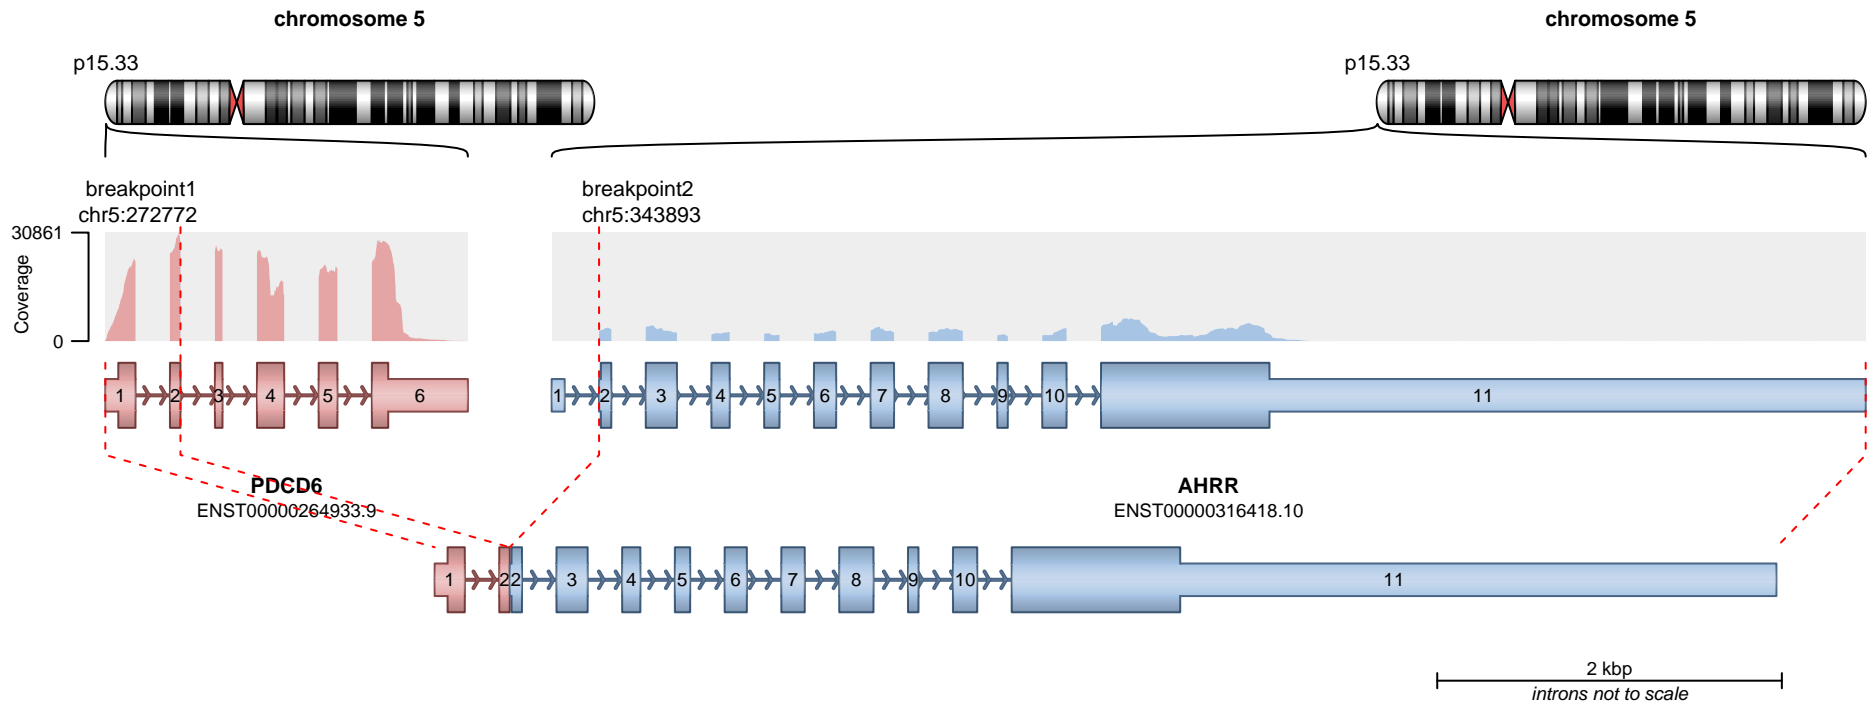 chromosome 5
chromosome 5
p15.33
p15.33
breakpoint1
chr5:272772
breakpoint2
chr5:343893
30861
Coverage
0
1 2 3 4 5 6
1 2 3 4 5 6 7 8 9 10 11
PDCD6
ENST00000264933.9
AHRR
ENST00000316418.10
1 2 2 3 4 5 6 7 8 9 10 11
2 kbp
introns not to scale